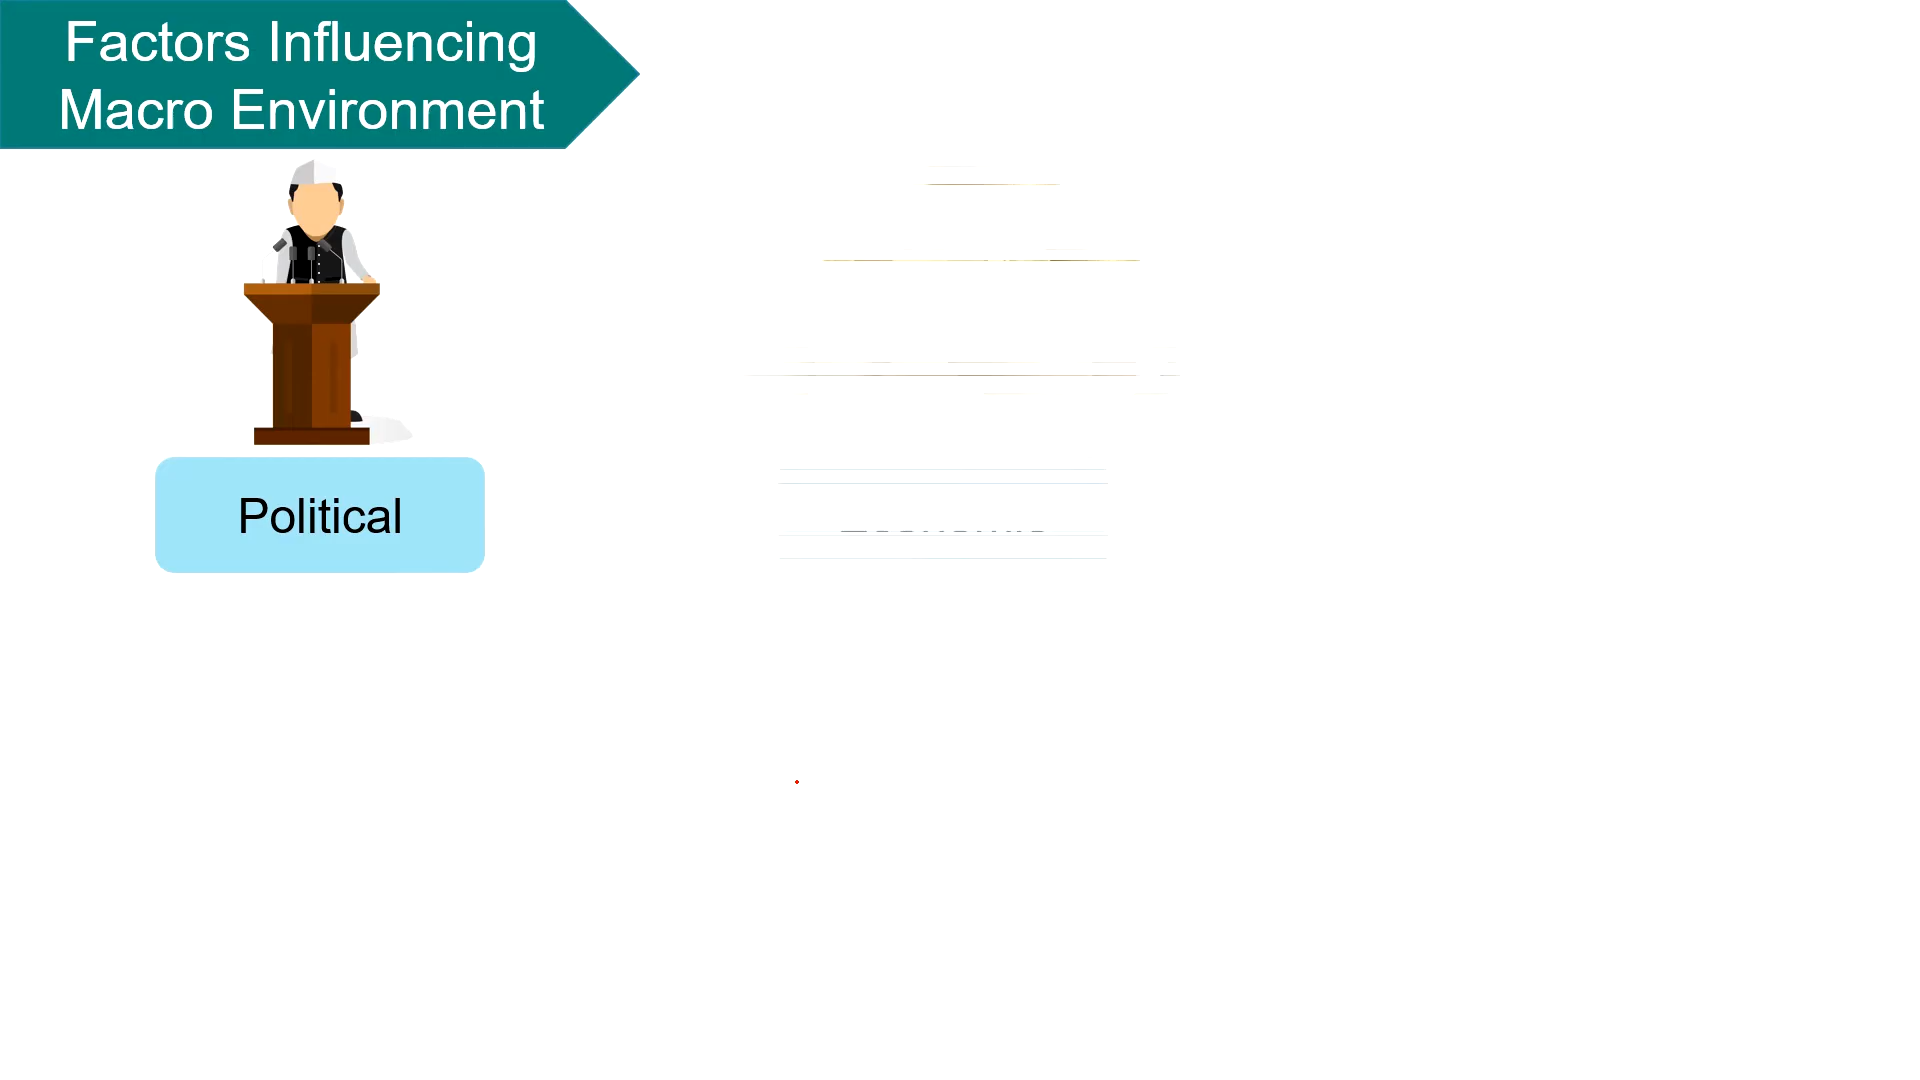 Factors Influencing
Macro Environment
Political